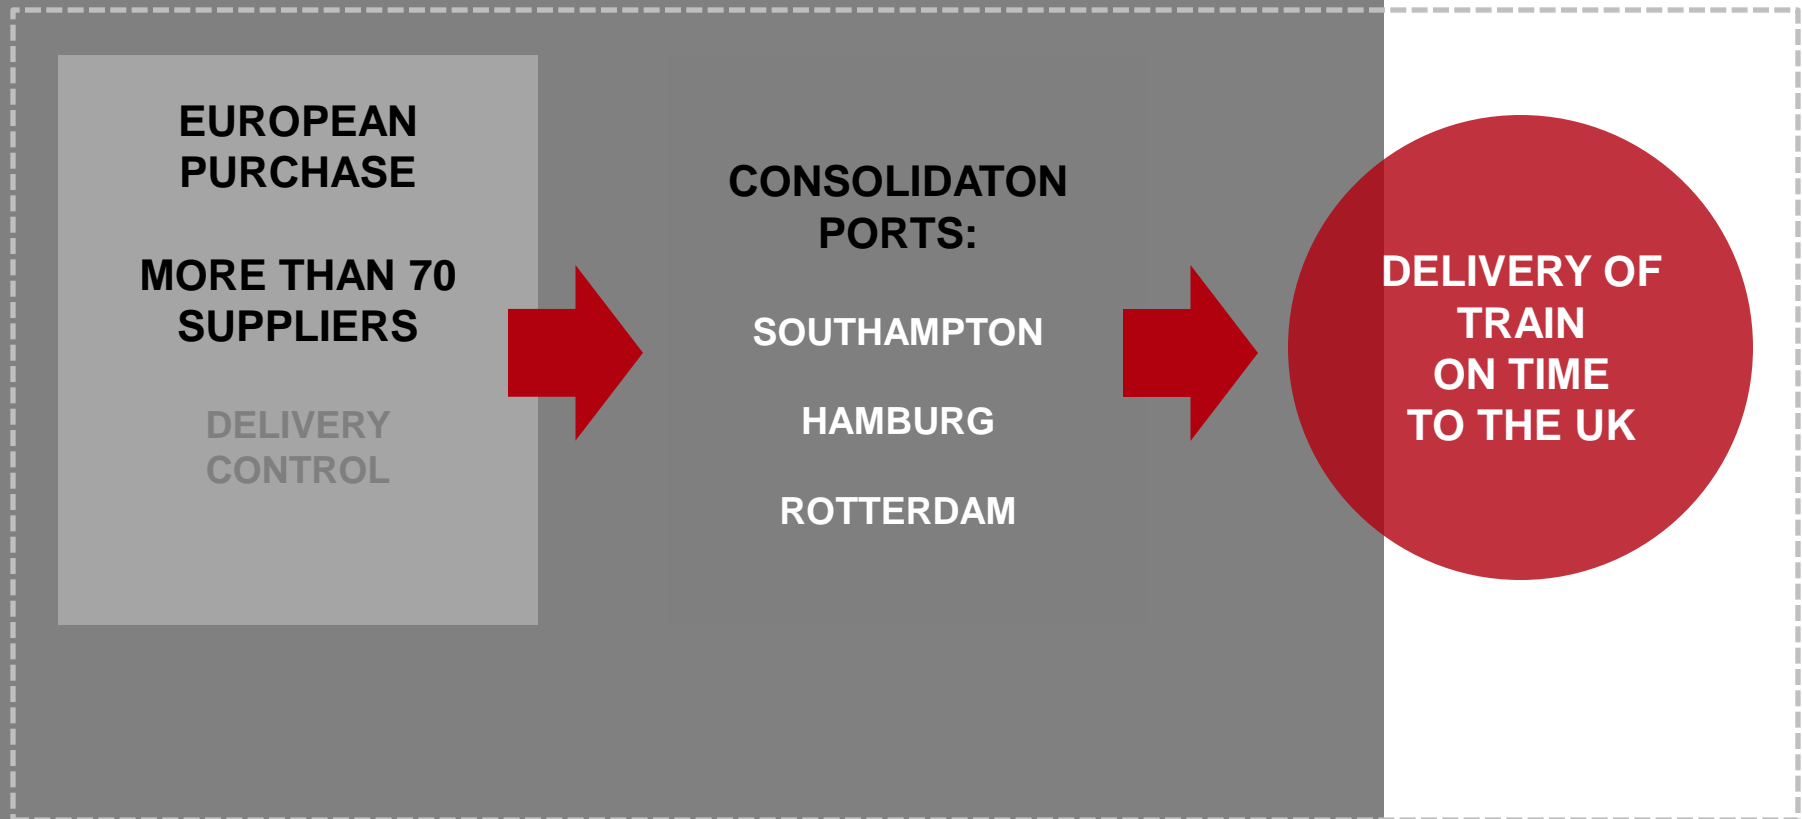 EUROPEAN
PURCHASE
MORE THAN 70
SUPPLIERS
DELIVERY
CONTROL
CONSOLIDATON
PORTS:
SOUTHAMPTON
HAMBURG
ROTTERDAM
DELIVERY OF
TRAIN
ON TIME
TO THE UK